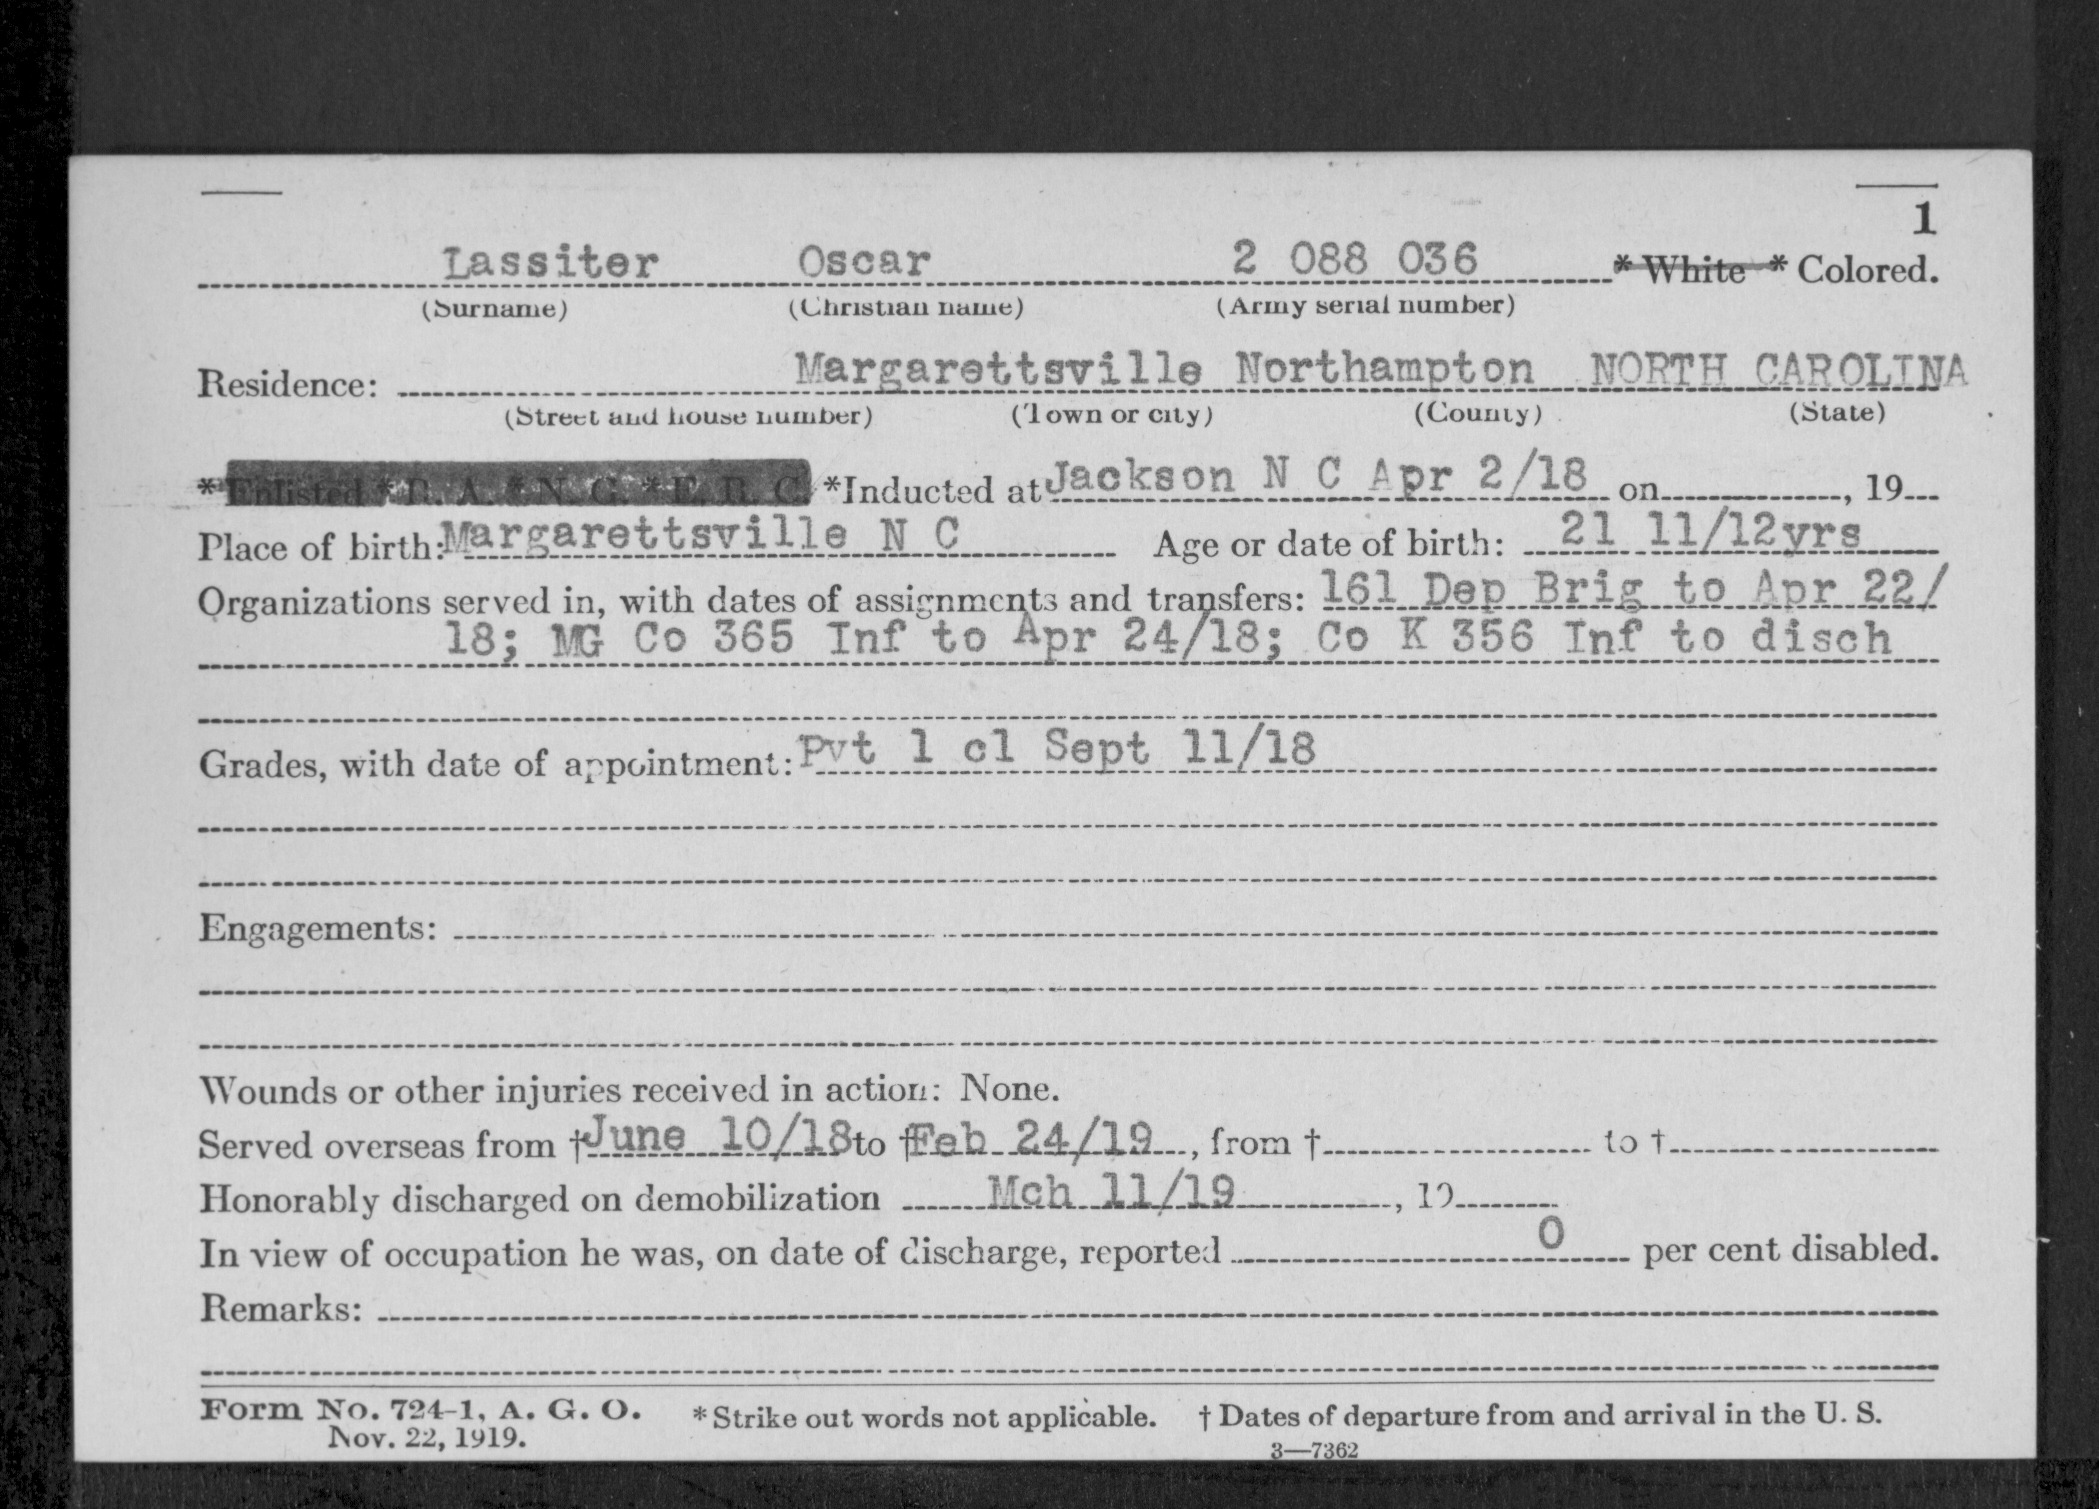 1
Lassiter Oscar 2 088 036 * White * Colored.
(Surname) (Christian name) (Army serial number)
Residence: Margarettsville Northampton NORTH CAROLINA
(Street and house number) (Town or city) (County) (State)
* Enlisted * R. A. * N. G. * E. R. C. *Inducted at Jackson N C Apr 2/18 on , 19
Place of birth: Margarettsville N C Age or date of birth: 21 11/12yrs
Organizations served in, with dates of assignments and transfers: 161 Dep Brig to Apr 22/
18; MG Co 365 Inf to Apr 24/18; Co K 356 Inf to disch
Grades, with date of appointment: Pvt 1 cl Sept 11/18
Engagements:
Wounds or other injuries received in action: None.
Served overseas from † June 10/18 to † Feb 24/19 , from † to †
Honorably discharged on demobilization Mch 11/19 , 19
In view of occupation he was, on date of discharge, reported 0 per cent disabled.
Remarks:
Form No. 724-1, A. G. O. * Strike out words not applicable. † Dates of departure from and arrival in the U. S.
Nov. 22, 1919.
3—7362